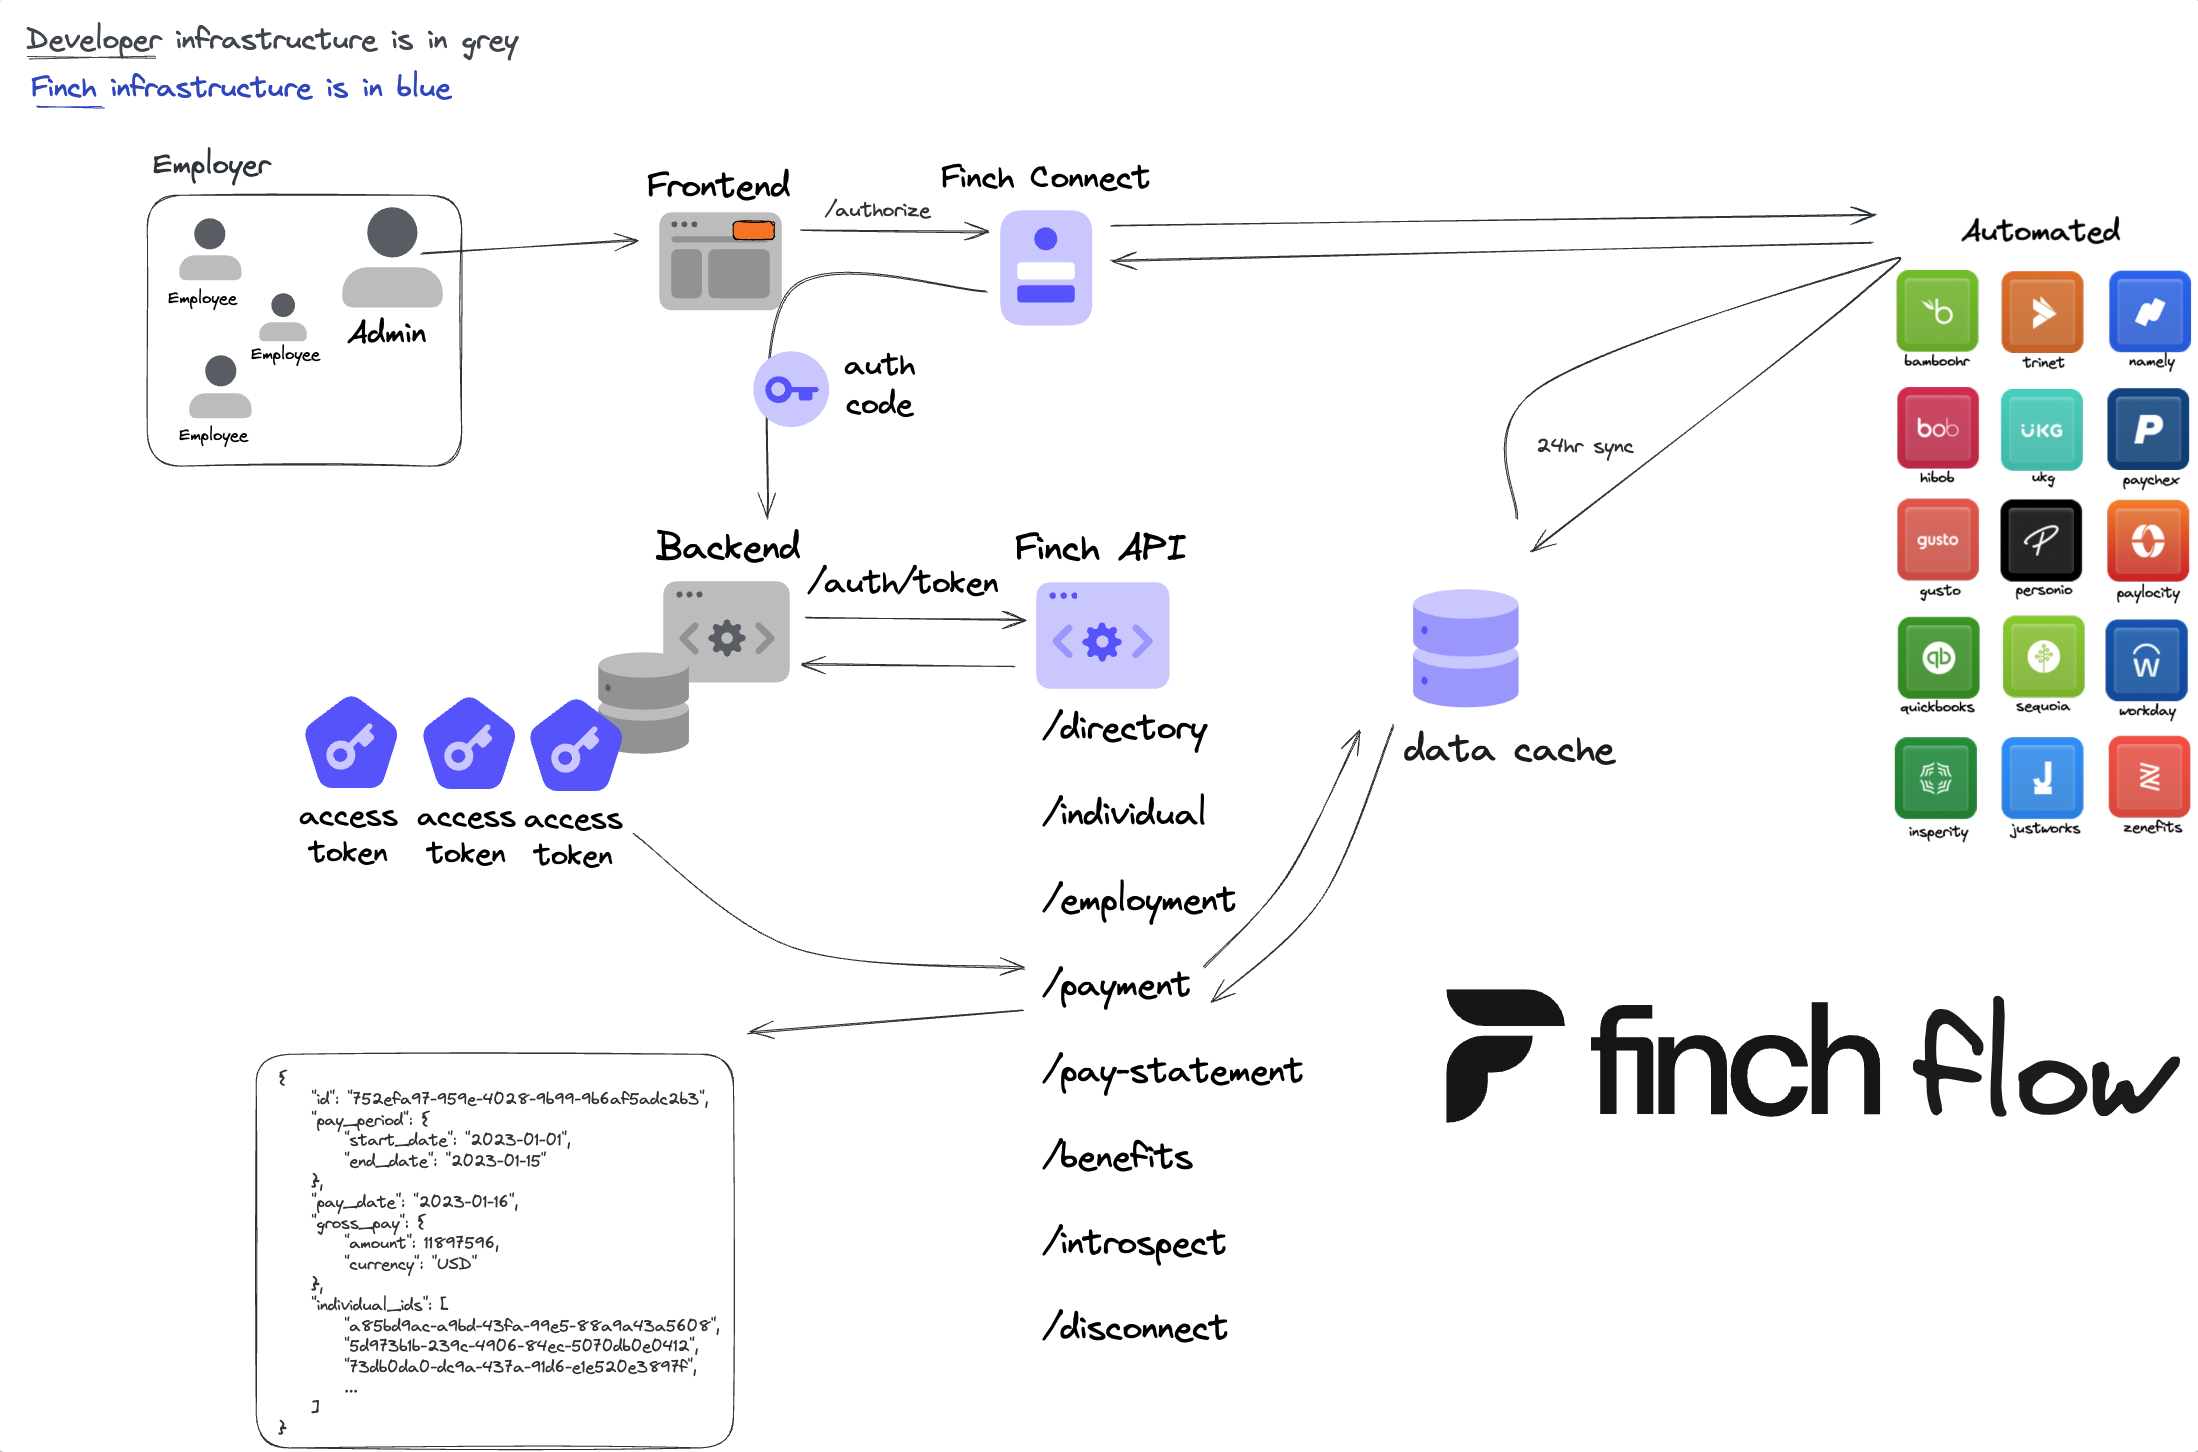 Developer infrastructure is in grey
Finch infrastructure is in blue
Employer
Employee
Employee
Employee
Admin
Frontend
/authorize
Finch Connect
auth
code
Automated
bamboohr
trinet
namely
bob
UKG
P
hibob
ukg
paychex
gusto
P
gusto
personio
paylocity
qb
W
quickbooks
sequoia
workday
J
insperity
justworks
zenefits
24hr sync
Backend
/auth/token
Finch API
data cache
access
token
access
token
access
token
/directory
/individual
/employment
/payment
/pay-statement
/benefits
/introspect
/disconnect
{
"id": "752efa97-959e-4028-9b99-9b6af5adc2b3",
"pay_period": {
"start_date": "2023-01-01",
"end_date": "2023-01-15"
},
"pay_date": "2023-01-16",
"gross_pay": {
"amount": 11897596,
"currency": "USD"
},
"individual_ids": [
"a85bd9ac-a9bd-43fa-99e5-88a9a43a5608",
"5d973b1b-239c-4906-84ec-5070db0e0412",
"73db0da0-dc9a-437a-91d6-e1e520e3897f",
...
]
}
finch flow